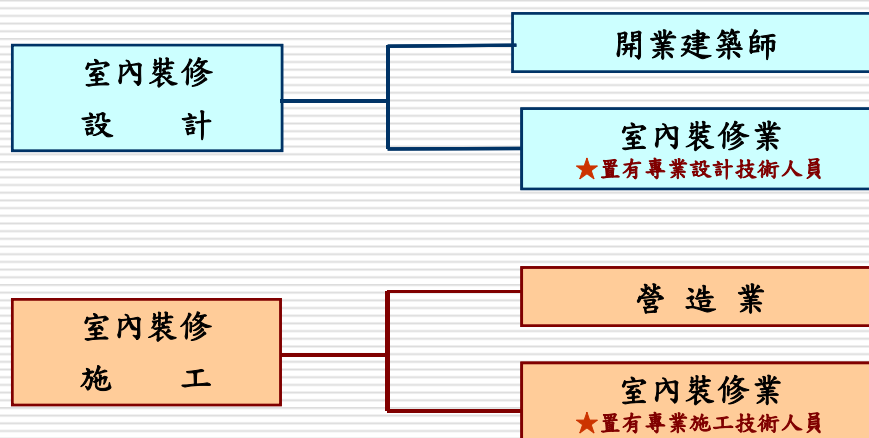 室內裝修
設 計
開業建築師
室內裝修業
★置有專業設計技術人員
室內裝修
施 工
營 造 業
室內裝修業
★置有專業施工技術人員